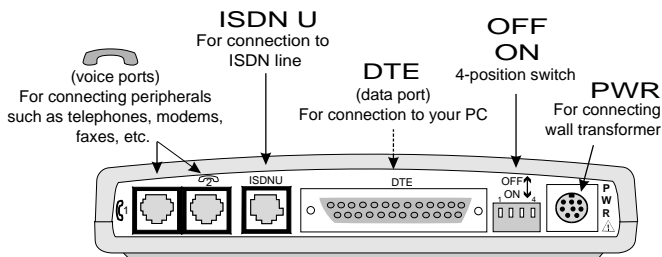 (voice ports)
For connecting peripherals
such as telephones, modems,
faxes, etc.
ISDN U
For connection to
ISDN line
DTE
(data port)
For connection to your PC
OFF
ON
4-position switch
PWR
For connecting
wall transformer
1
2
ISDNU
DTE
OFF
ON
1 4
PWR